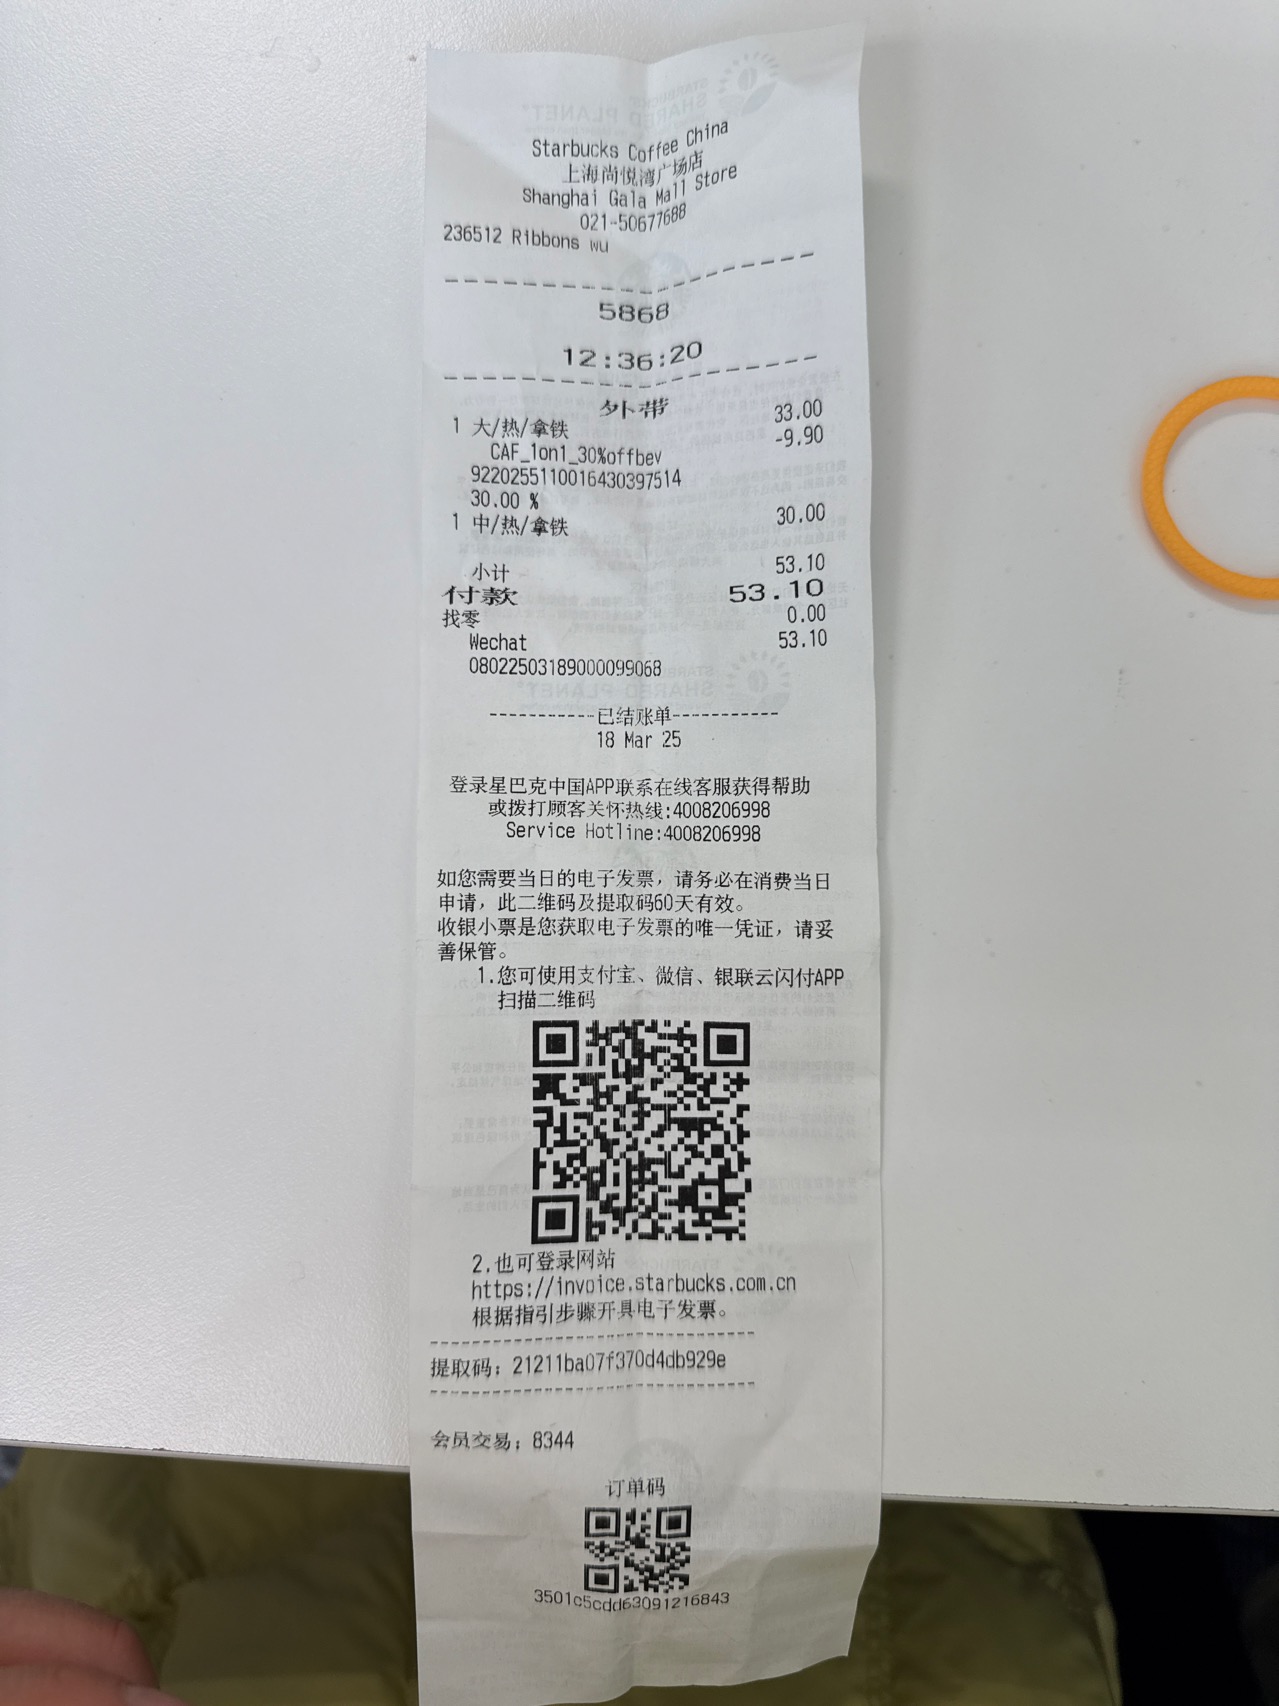 Starbucks Coffee China
上海尚悦湾广场店
Shanghai Gala Mall Store
021-50677688
236512 Ribbons wu
5868
12:36:20
外带
1 大/热/拿铁 33.00
CAF_1on1_30%offbev -9.90
9220255110016430397514
30.00 %
1 中/热/拿铁 30.00
小计 53.10
付款 53.10
找零 0.00
Wechat 53.10
08022503189000099068
-----------已结账单-----------
18 Mar 25
登录星巴克中国APP联系在线客服获得帮助
或拨打顾客关怀热线:4008206998
Service Hotline:4008206998
如您需要当日的电子发票，请务必在消费当日
申请，此二维码及提取码60天有效。
收银小票是您获取电子发票的唯一凭证，请妥
善保管。
1.您可使用支付宝、微信、银联云闪付APP
扫描二维码
2.也可登录网站
https://invoice.starbucks.com.cn
根据指引步骤开具电子发票。
提取码: 21211ba07f370d4db929e
会员交易: 8344
订单码
3501c5cdd63091216843